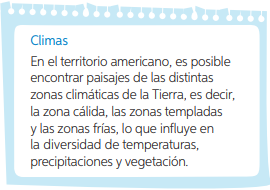 Climas
En el territorio americano, es posible
encontrar paisajes de las distintas
zonas climáticas de la Tierra, es decir,
la zona cálida, las zonas templadas
y las zonas frías, lo que influye en
la diversidad de temperaturas,
precipitaciones y vegetación.